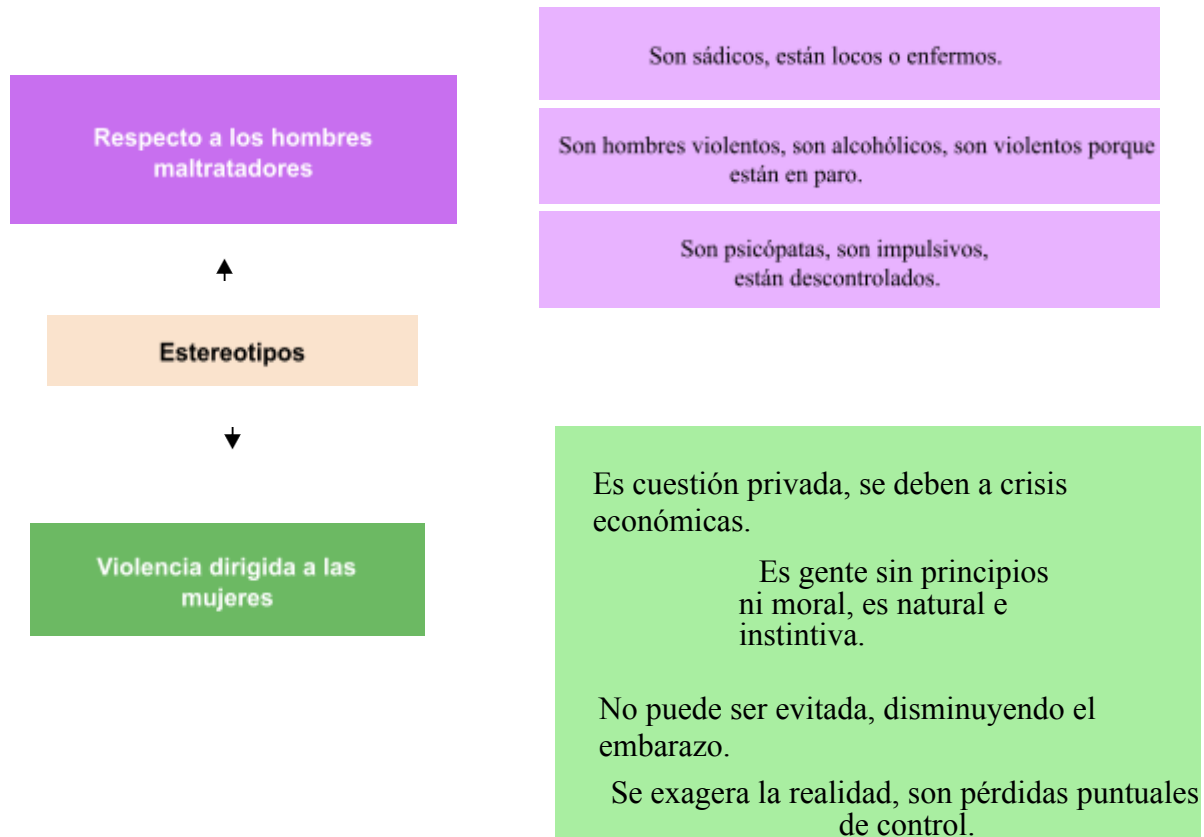 Son sádicos, están locos o enfermos.
Respecto a los hombres
maltratadores
Son hombres violentos, son alcohólicos, son violentos porque
están en paro.
Son psicópatas, son impulsivos,
están descontrolados.
Estereotipos
Violencia dirigida a las
mujeres
Es cuestión privada, se deben a crisis
económicas.
Es gente sin principios
ni moral, es natural e
instintiva.
No puede ser evitada, disminuyendo el
embarazo.
Se exagera la realidad, son pérdidas puntuales
de control.